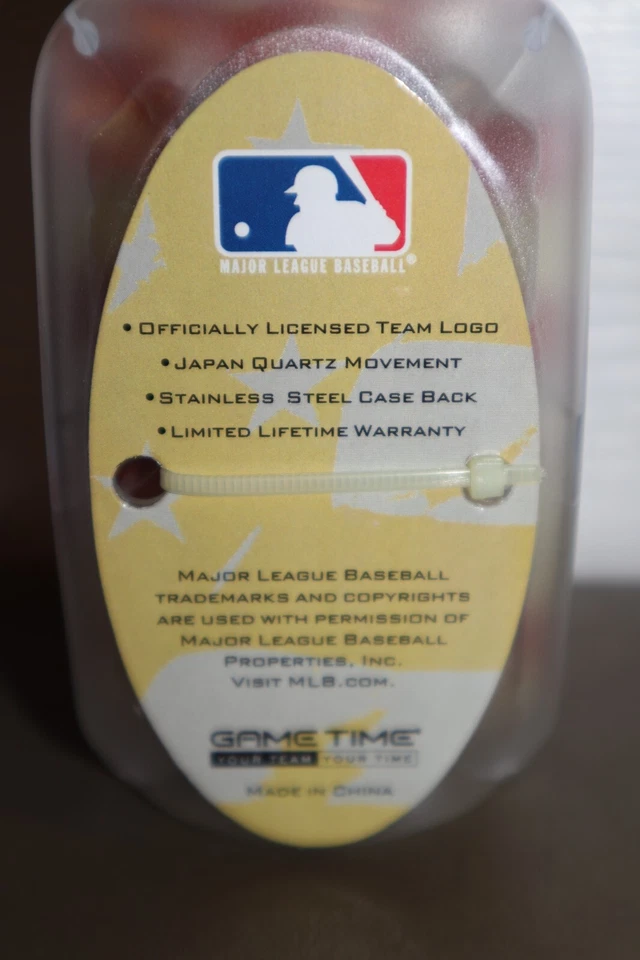 MAJOR LEAGUE BASEBALL®
• OFFICIALLY LICENSED TEAM LOGO
• JAPAN QUARTZ MOVEMENT
• STAINLESS STEEL CASE BACK
• LIMITED LIFETIME WARRANTY
MAJOR LEAGUE BASEBALL
TRADEMARKS AND COPYRIGHTS
ARE USED WITH PERMISSION OF
MAJOR LEAGUE BASEBALL
PROPERTIES, INC.
VISIT MLB.COM.
GAME TIME™
YOUR TEAM YOUR TIME
MADE IN CHINA